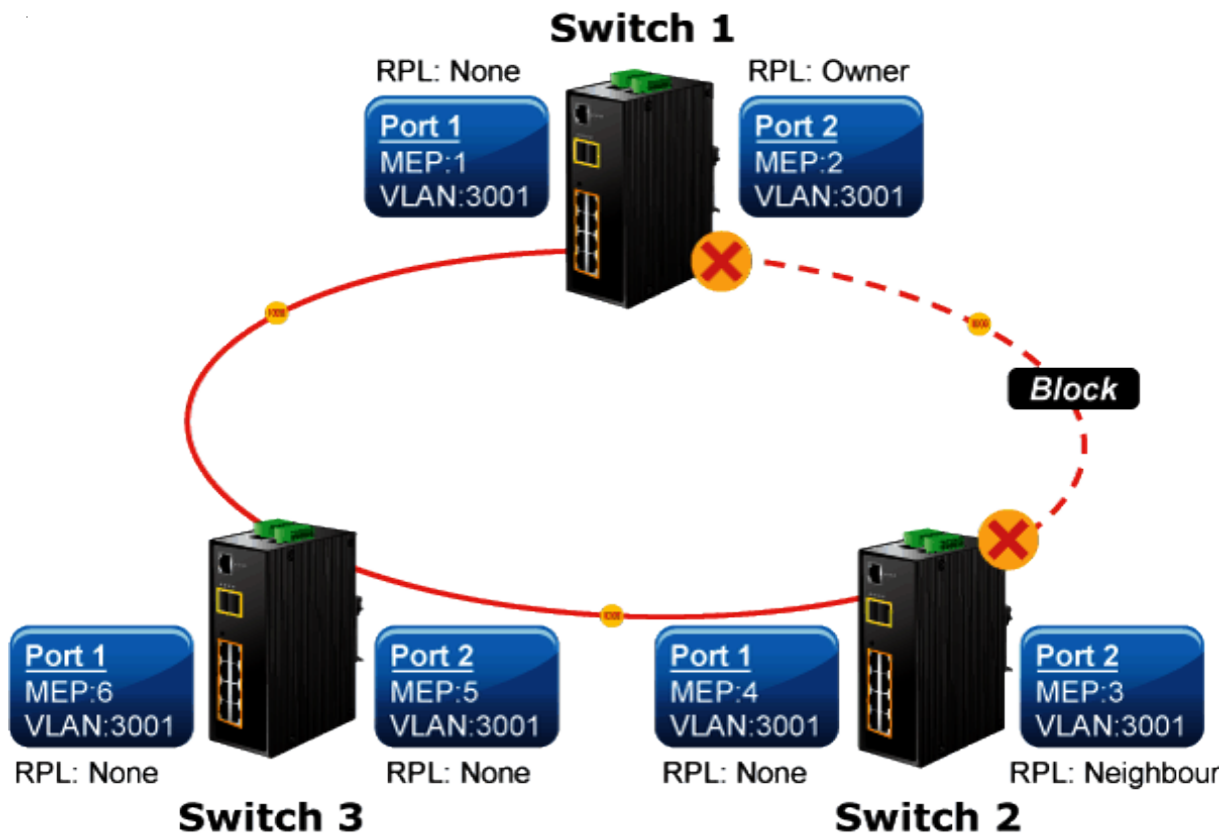 Switch 1
RPL: None
RPL: Owner
Port 1
MEP:1
VLAN:3001
Port 2
MEP:2
VLAN:3001
Block
Port 1
MEP:6
VLAN:3001
RPL: None
Port 2
MEP:5
VLAN:3001
RPL: None
Switch 3
Port 1
MEP:4
VLAN:3001
RPL: None
Port 2
MEP:3
VLAN:3001
RPL: Neighbour
Switch 2